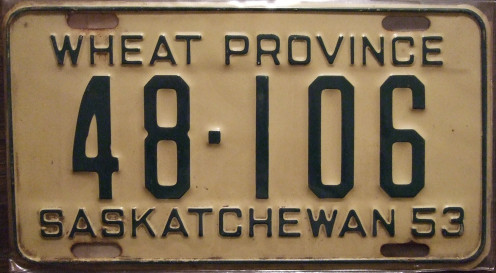 WHEAT PROVINCE
48·106
SASKATCHEWAN 53